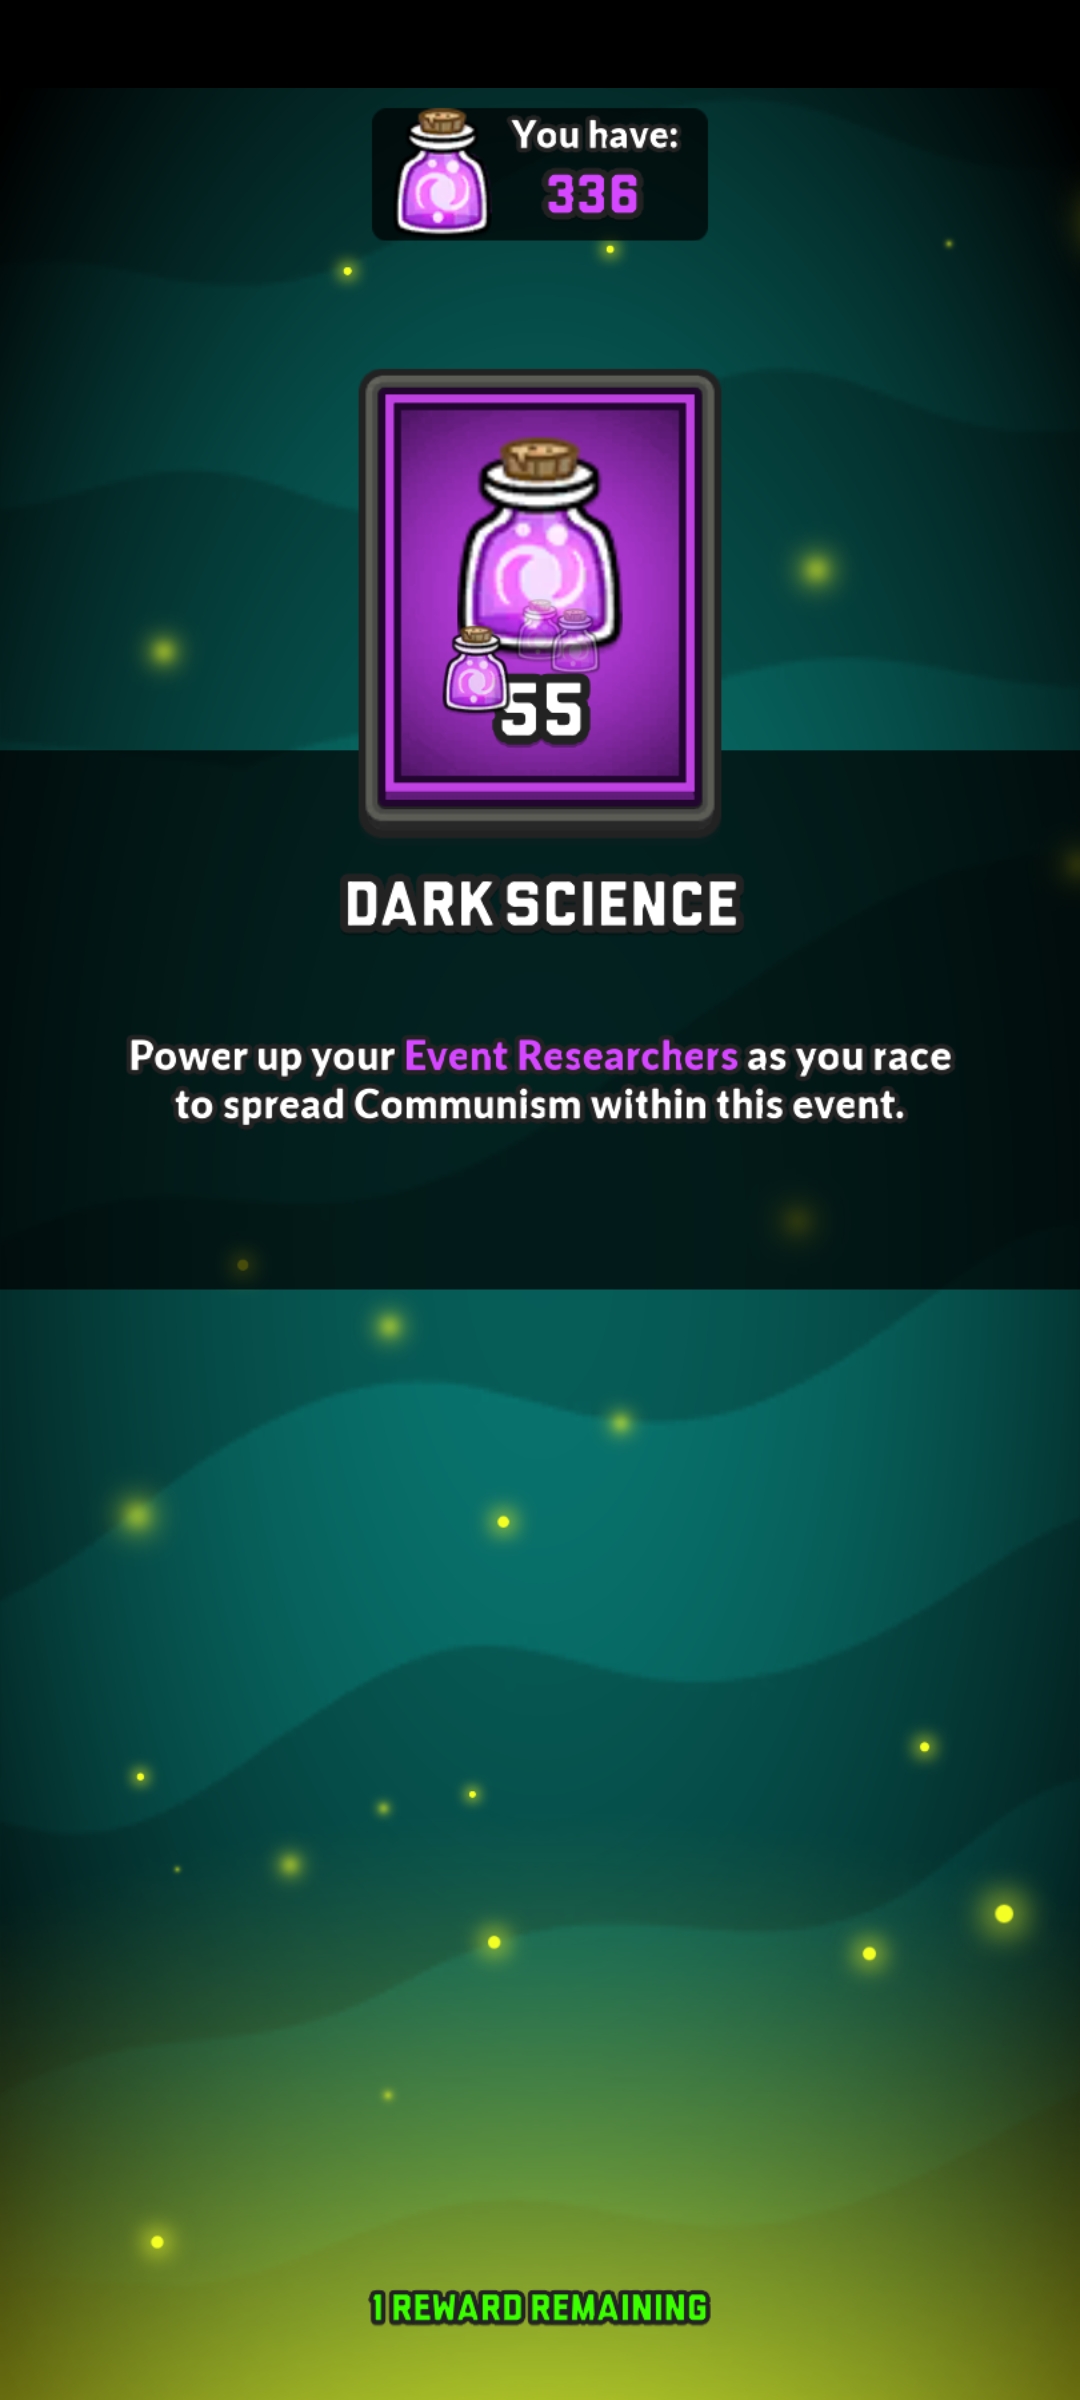 You have:
336
55
DARK SCIENCE
Power up your Event Researchers as you race
to spread Communism within this event.
1 REWARD REMAINING